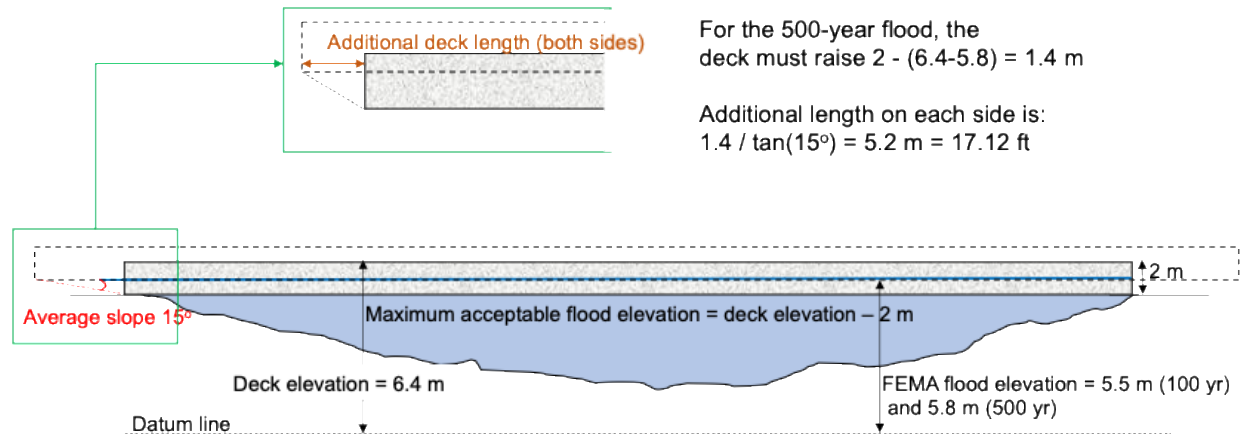 Additional deck length (both sides)
For the 500-year flood, the
deck must raise 2 - (6.4-5.8) = 1.4 m
Additional length on each side is:
1.4 / tan(15º) = 5.2 m = 17.12 ft
2 m
Average slope 15º
Maximum acceptable flood elevation = deck elevation – 2 m
Deck elevation = 6.4 m
FEMA flood elevation = 5.5 m (100 yr)
and 5.8 m (500 yr)
Datum line